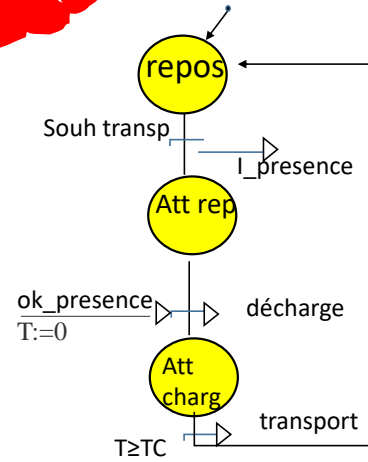 repos
Souh transp
I_presence
Att rep
ok_presence
T:=0
décharge
Att
charg
transport
T≥TC